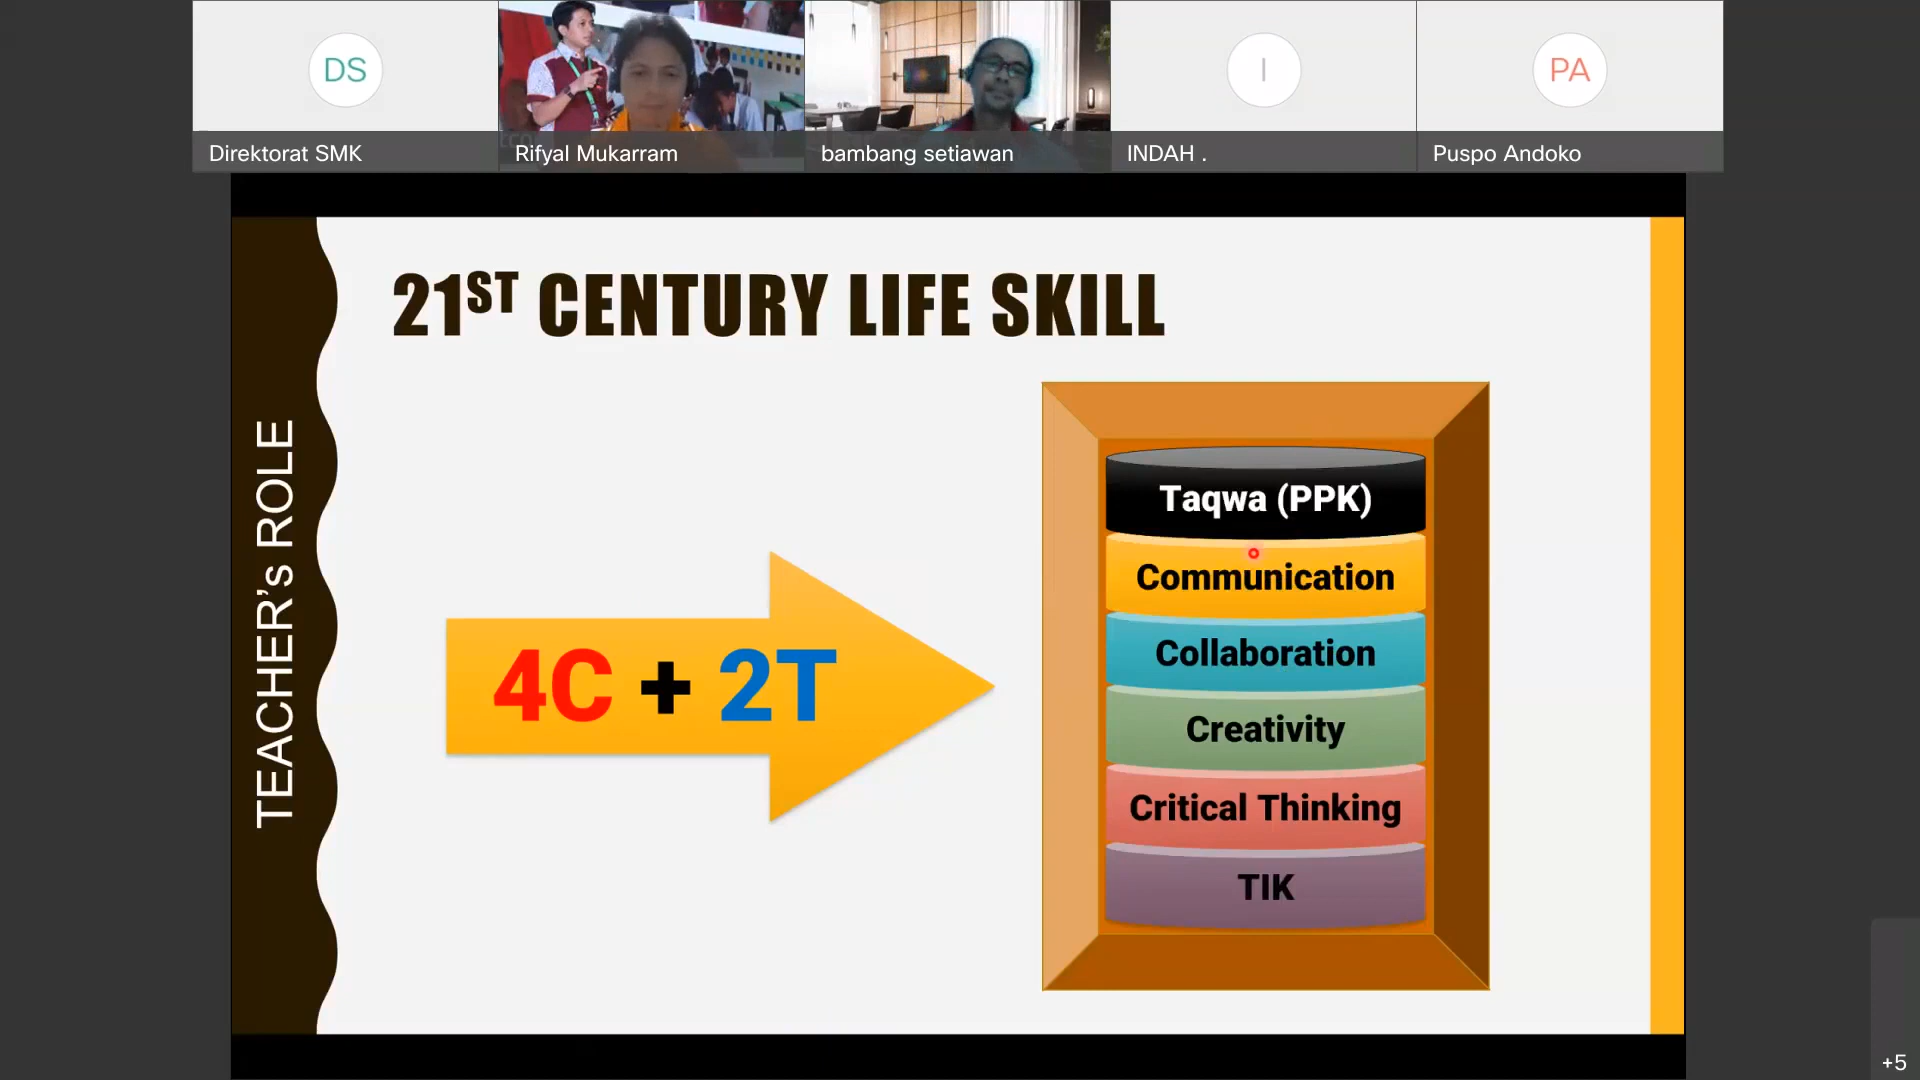 DS
I
PA
Direktorat SMK
Rifyal Mukarram
bambang setiawan
INDAH .
Puspo Andoko
TEACHER's ROLE
21ST CENTURY LIFE SKILL
4C + 2T
Taqwa (PPK)
Communication
Collaboration
Creativity
Critical Thinking
TIK
+5